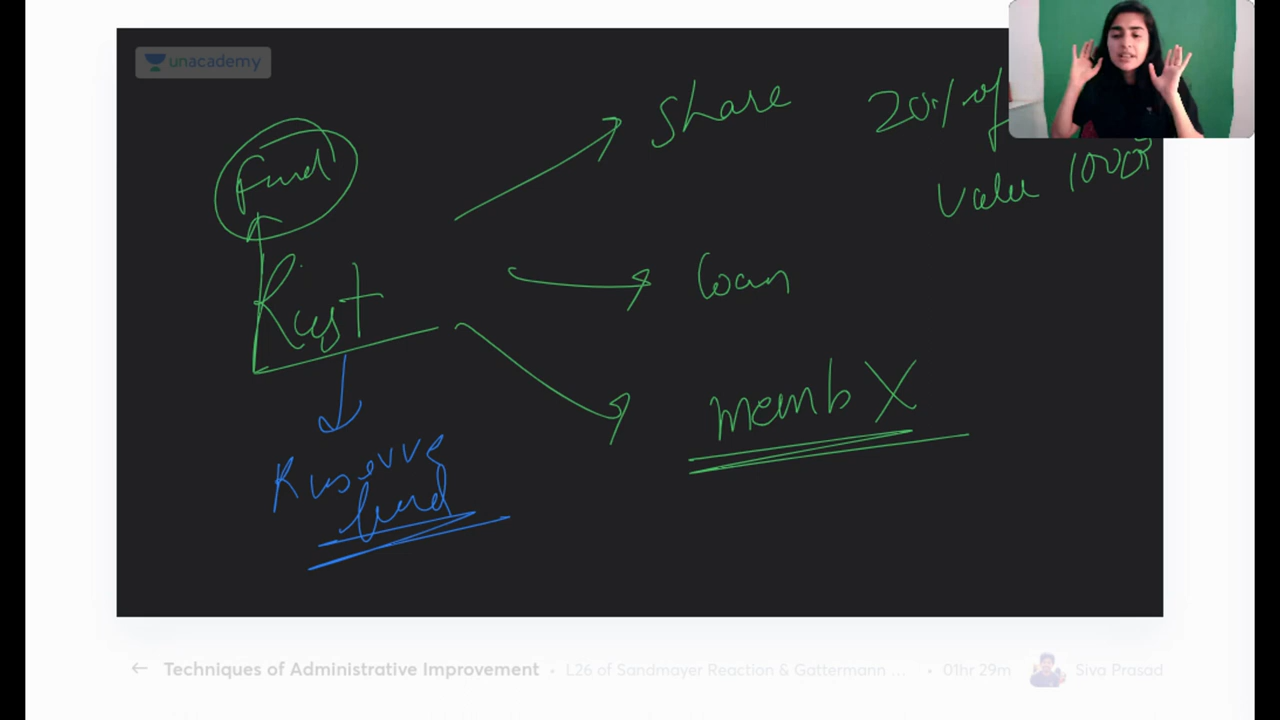 unacademy
Share
20% of
Value 1000
Fund
Rest
loan
memb X
Reserve
fund
← Techniques of Administrative Improvement • L26 of Sandmayer Reaction & Gattermann ... • 01hr 29m Siva Prasad